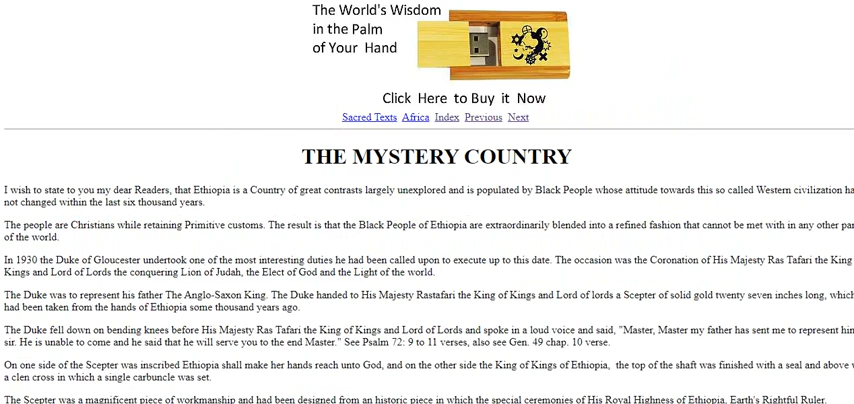 The World's Wisdom
in the Palm
of Your Hand
Click Here to Buy it Now
Sacred Texts Africa Index Previous Next
THE MYSTERY COUNTRY
I wish to state to you my dear Readers, that Ethiopia is a Country of great contrasts largely unexplored and is populated by Black People whose attitude towards this so called Western civilization
not changed within the last six thousand years.
The people are Christians while retaining Primitive customs. The result is that the Black People of Ethiopia are extraordinarily blended into a refined fashion that cannot be met with in any other
of the world.
In 1930 the Duke of Gloucester undertook one of the most interesting duties he had been called upon to execute up to this date. The occasion was the Coronation of His Majesty Ras Tafari the King
Kings and Lord of Lords the conquering Lion of Judah, the Elect of God and the Light of the world.
The Duke was to represent his father The Anglo-Saxon King. The Duke handed to His Majesty Rastafari the King of Kings and Lord of lords a Scepter of solid gold twenty seven inches long,
had been taken from the hands of Ethiopia some thousand years ago.
The Duke fell down on bending knees before His Majesty Ras Tafari the King of Kings and Lord of Lords and spoke in a loud voice and said, "Master, Master my father has sent me to represent
sir. He is unable to come and he said that he will serve you to the end Master." See Psalm 72: 9 to 11 verses, also see Gen. 49 chap. 10 verse.
On one side of the Scepter was inscribed Ethiopia shall make her hands reach unto God, and on the other side the King of Kings of Ethiopia, the top of the shaft was finished with a seal and above
a clen cross in which a single carbuncle was set.
The Scepter was a magnificent piece of workmanship and had been designed from an historic piece in which the special ceremonies of His Royal Highness of Ethiopia, Earth's Rightful Ruler.